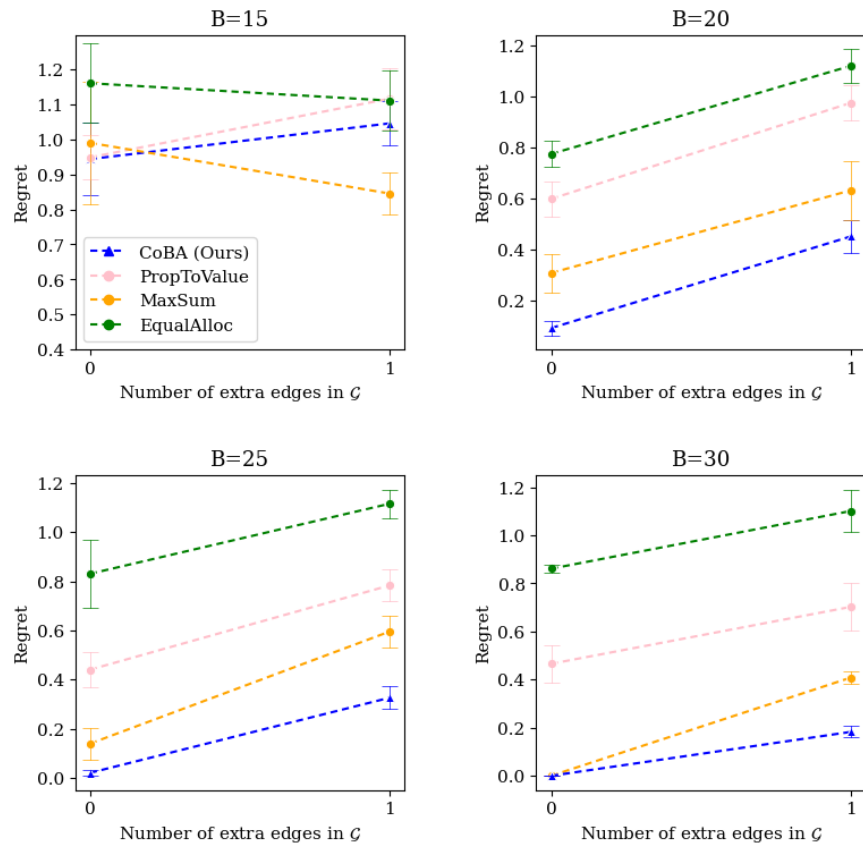 B=15
1.2
1.1
1.0
0.9
0.8
0.7
0.6
0.5
0.4
Regret
CoBA (Ours)
PropToValue
MaxSum
EqualAlloc
0
1
Number of extra edges in 𝒢
B=20
1.2
1.0
0.8
0.6
0.4
0.2
Regret
0
1
Number of extra edges in 𝒢
B=25
1.2
1.0
0.8
0.6
0.4
0.2
0.0
Regret
0
1
Number of extra edges in 𝒢
B=30
1.2
1.0
0.8
0.6
0.4
0.2
0.0
Regret
0
1
Number of extra edges in 𝒢